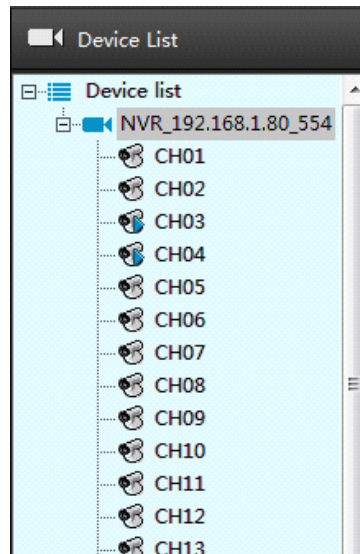 Device List
Device list
NVR_192.168.1.80_554
CH01
CH02
CH03
CH04
CH05
CH06
CH07
CH08
CH09
CH10
CH11
CH12
CH13